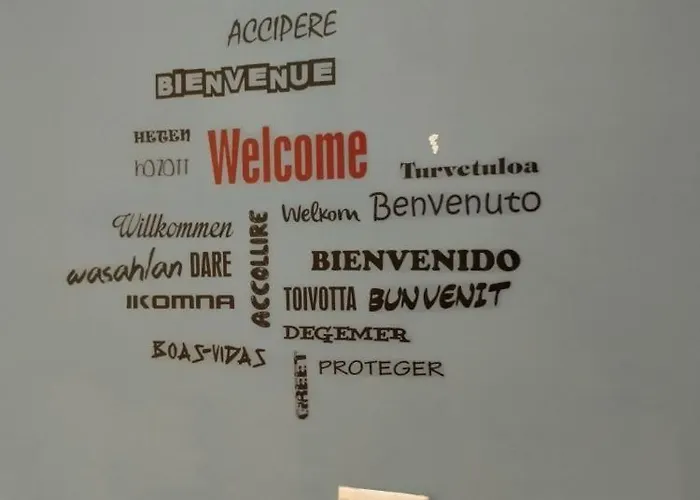 ACCIPERE
BIENVENUE
HETEN
hozott
Welcome
Turvetuloa
Willkommen
Welkom
Benvenuto
wasahlan
DARE
ACCOLLIRE
BIENVENIDO
IKOMNA
TOIVOTTA
BUNVENIT
DEGEMER
BOAS-VIDAS
GREET
PROTEGER